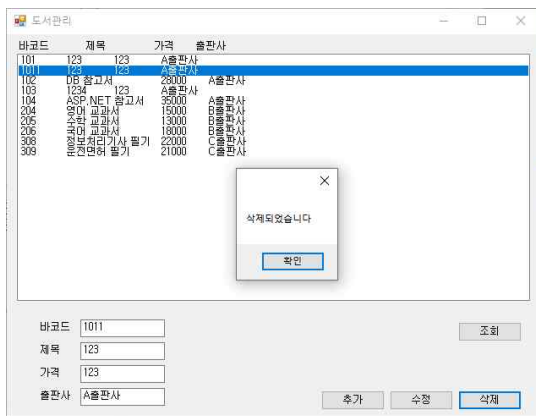 도서관리
바코드 제목 가격 출판사
101 123 123 A출판사
1011 123 123 A출판사
102 DB 참고서 28000 A출판사
103 1234 123 A출판사
104 ASP.NET 참고서 35000 A출판사
204 영어 교과서 15000 B출판사
205 수학 교과서 13000 B출판사
206 국어 교과서 18000 B출판사
308 정보처리기사 필기 22000 C출판사
309 운전면허 필기 21000 C출판사
삭제되었습니다
확인
바코드 1011 조회
제목 123
가격 123
출판사 A출판사
추가 수정 삭제